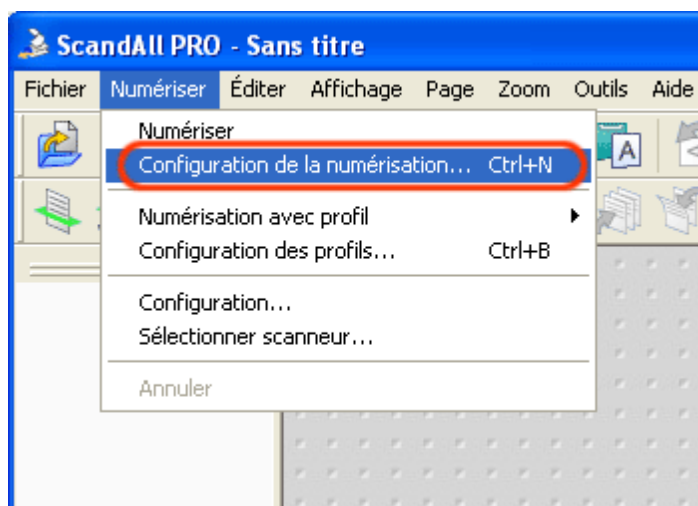 ScandAll PRO - Sans titre
Fichier Numériser Éditer Affichage Page Zoom Outils Aide
Numériser
A
Configuration de la numérisation... Ctrl+N
Numérisation avec profil
Configuration des profils... Ctrl+B
Configuration...
Sélectionner scanneur...
Annuler